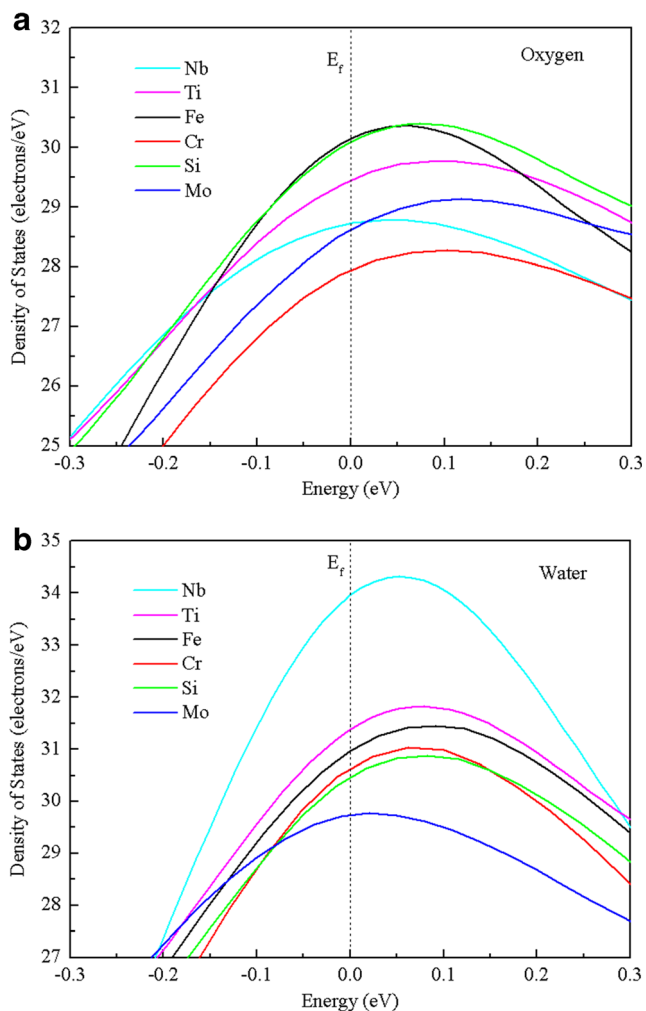 a
32
31
30
29
28
27
26
25
Density of States (electrons/eV)
Nb
Ti
Fe
Cr
Si
Mo
E_f
Oxygen
-0.3 -0.2 -0.1 0.0 0.1 0.2 0.3
Energy (eV)
b
35
34
33
32
31
30
29
28
27
Density of States (electrons/eV)
Nb
Ti
Fe
Cr
Si
Mo
E_f
Water
-0.3 -0.2 -0.1 0.0 0.1 0.2 0.3
Energy (eV)